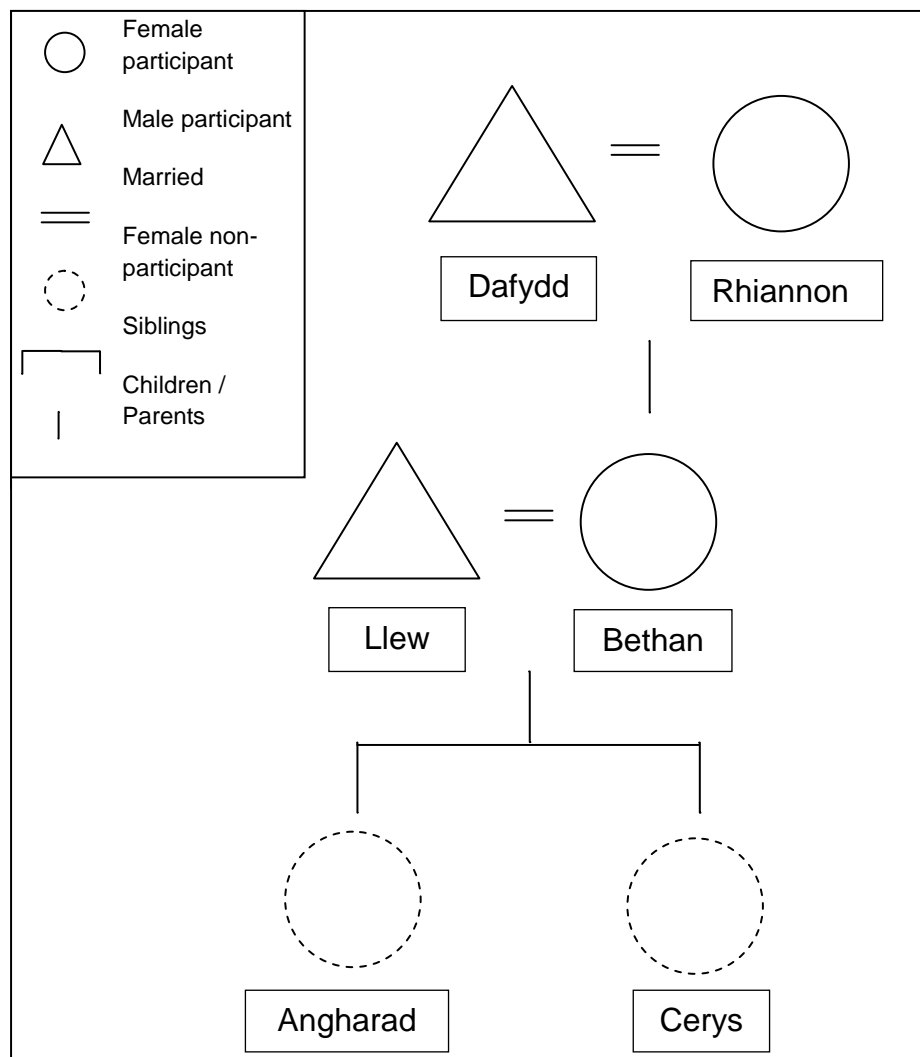 Female
participant
Male participant
Married
Female non-
participant
Siblings
Children /
Parents
Dafydd
Rhiannon
Llew
Bethan
Angharad
Cerys